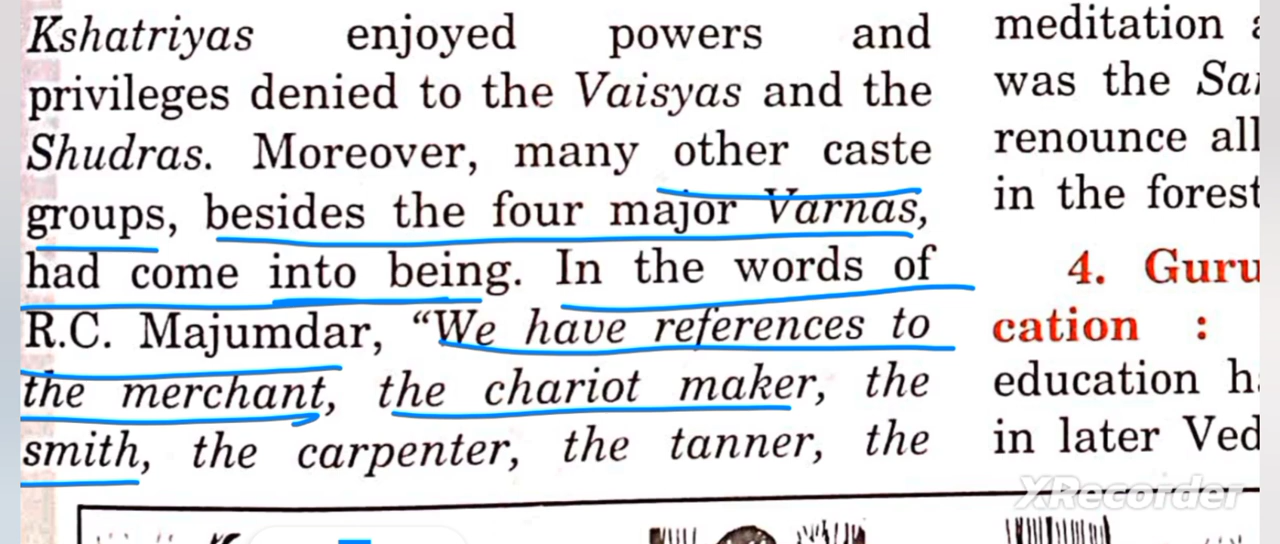 Kshatriyas enjoyed powers and
privileges denied to the Vaisyas and the
Shudras. Moreover, many other caste
groups, besides the four major Varnas,
had come into being. In the words of
R.C. Majumdar, “We have references to
the merchant, the chariot maker, the
smith, the carpenter, the tanner, the
meditation
was the
renounce all
in the forest
4. Guru
cation :
education
in later Ved
XRecorder